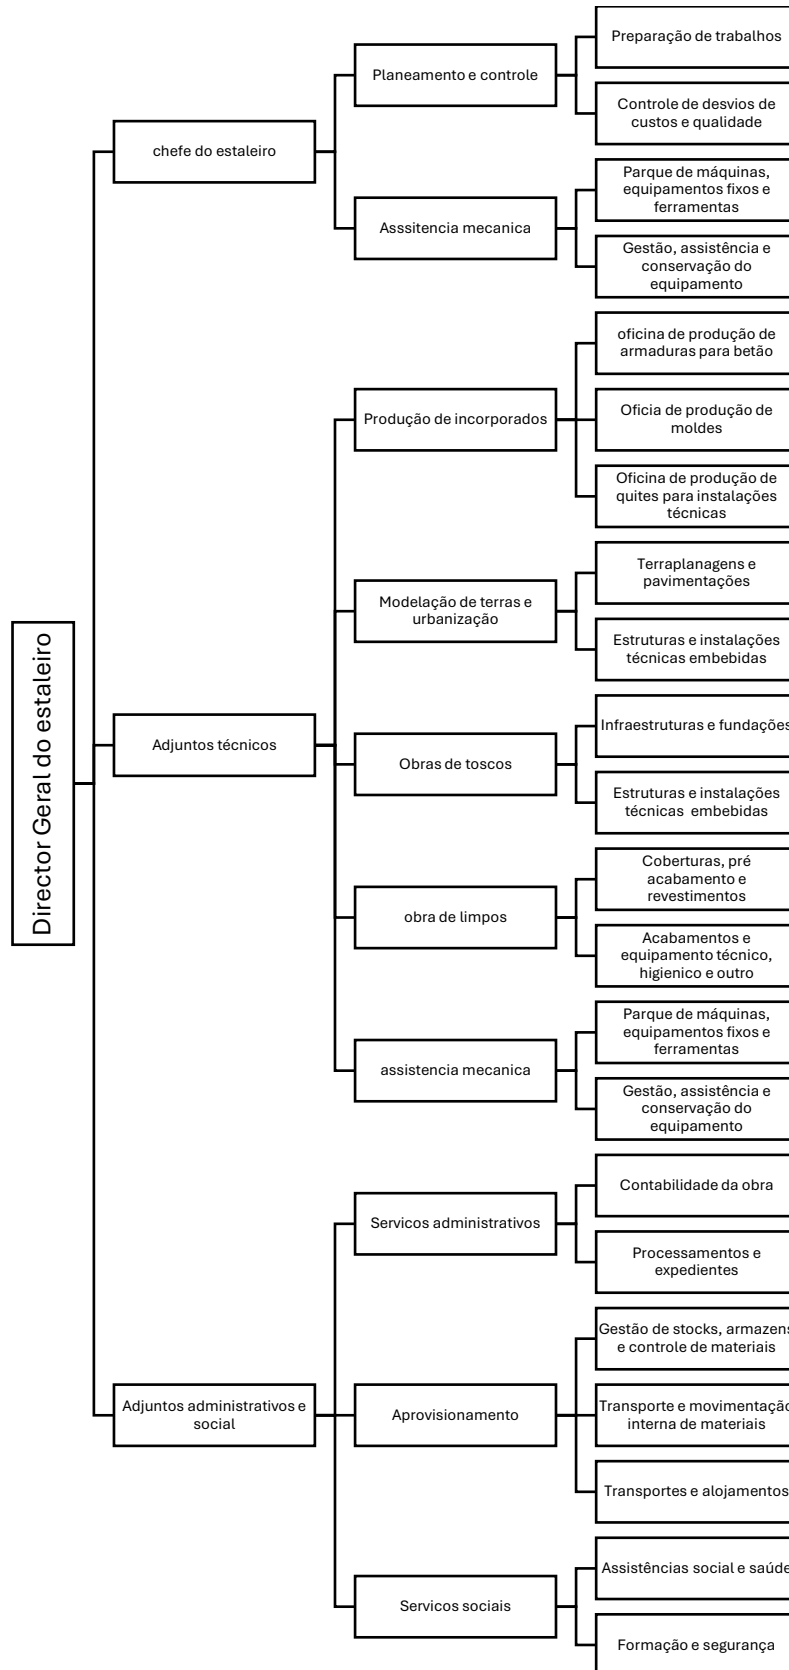 Preparação de trabalhos
Planeamento e controle
Controle de desvios de
custos e qualidade
chefe do estaleiro
Parque de máquinas,
equipamentos fixos e
ferramentas
Asssitencia mecanica
Gestão, assistência e
conservação do
equipamento
oficina de produção de
armaduras para betão
Produção de incorporados
Oficia de produção de
moldes
Oficina de produção de
quites para instalações
técnicas
Terraplanagens e
pavimentações
Modelação de terras e
urbanização
Estruturas e instalações
técnicas embebidas
Director Geral do estaleiro
Adjuntos técnicos
Infraestruturas e fundações
Obras de toscos
Estruturas e instalações
técnicas  embebidas
Coberturas, pré
acabamento e
revestimentos
obra de limpos
Acabamentos e
equipamento técnico,
higienico e outro
Parque de máquinas,
equipamentos fixos e
ferramentas
assistencia mecanica
Gestão, assistência e
conservação do
equipamento
Contabilidade da obra
Servicos administrativos
Processamentos e
expedientes
Gestão de stocks, armazens
e controle de materiais
Adjuntos administrativos e
social
Aprovisionamento
Transporte e movimentação
interna de materiais
Transportes e alojamentos
Assistências social e saúde
Servicos sociais
Formação e segurança